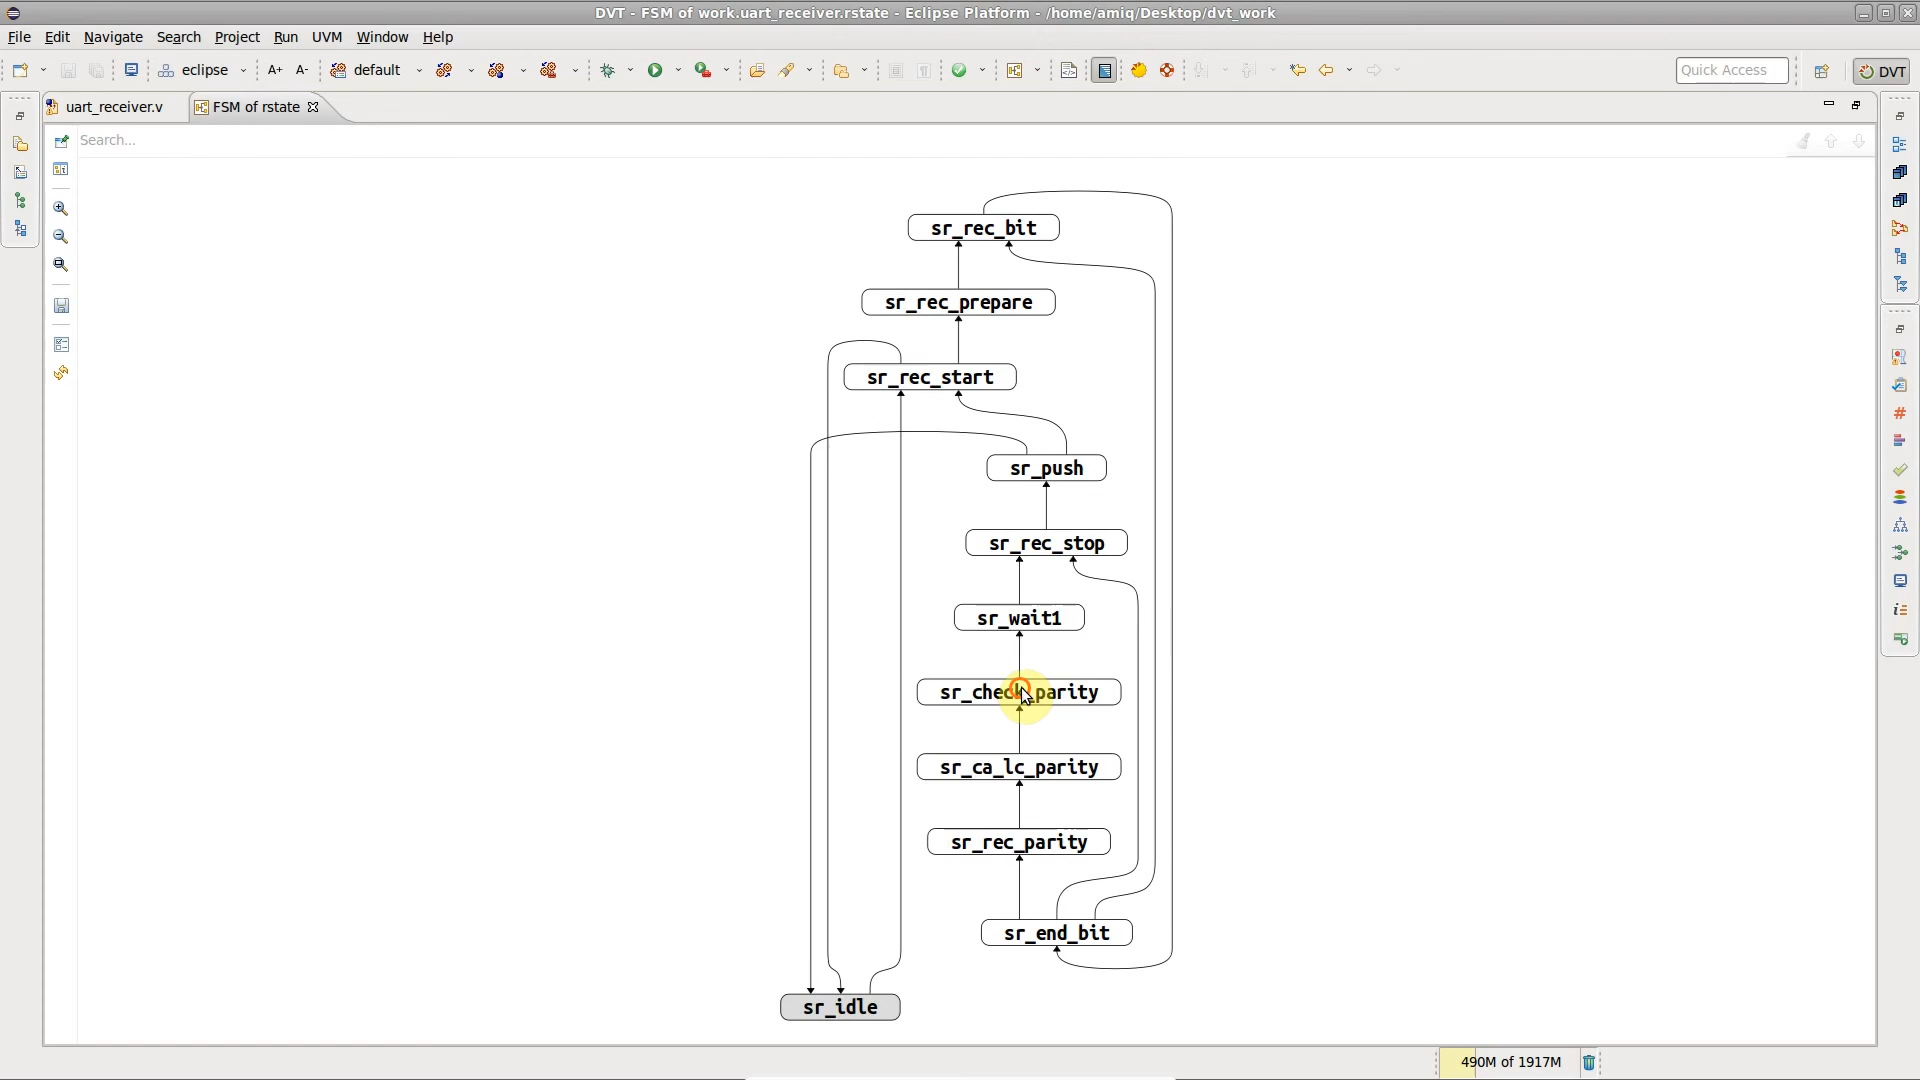 DVT - FSM of work.uart_receiver.rstate - Eclipse Platform - /home/amiq/Desktop/dvt_work
File Edit Navigate Search Project Run UVM Window Help
eclipse A+ A- default Quick Access DVT
uart_receiver.v FSM of rstate
Search...
sr_rec_bit
sr_rec_prepare
sr_rec_start
sr_push
sr_rec_stop
sr_wait1
sr_check_parity
sr_ca_lc_parity
sr_rec_parity
sr_end_bit
sr_idle
490M of 1917M